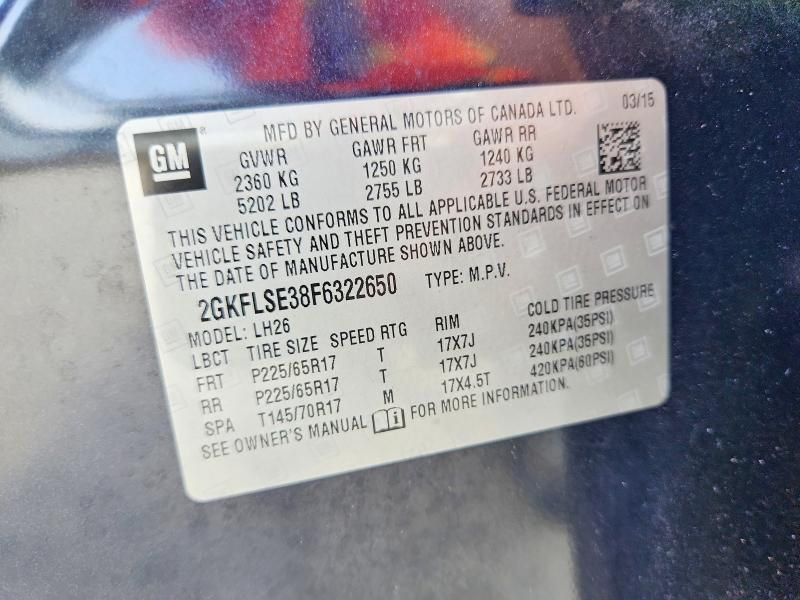 GM®
MFD BY GENERAL MOTORS OF CANADA LTD. 03/15
GVWR GAWR FRT GAWR RR
2360 KG 1250 KG 1240 KG
5202 LB 2755 LB 2733 LB
THIS VEHICLE CONFORMS TO ALL APPLICABLE U.S. FEDERAL MOTOR
VEHICLE SAFETY AND THEFT PREVENTION STANDARDS IN EFFECT ON
THE DATE OF MANUFACTURE SHOWN ABOVE.
2GKFLSE38F6322650 TYPE: M.P.V.
MODEL: LH26
LBCT TIRE SIZE SPEED RTG RIM COLD TIRE PRESSURE
FRT P225/65R17 T 17X7J 240KPA(35PSI)
RR P225/65R17 T 17X7J 240KPA(35PSI)
SPA T145/70R17 M 17X4.5T 420KPA(60PSI)
SEE OWNER'S MANUAL FOR MORE INFORMATION.